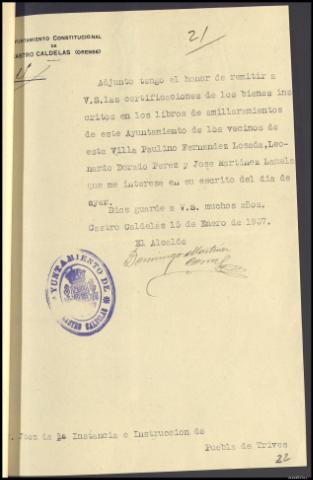 AYUNTAMIENTO CONSTITUCIONAL
DE
CASTRO CALDELAS (ORENSE)
21
Adjunto tengo el honor de remitir a
V.S.las certificaciones de los bienes ins
critos en los libros de amillaramientos
de este Ayuntamiento de los vecinos de
esta Villa Paulino Fernandez Losada,Leo-
nardo Dorado Perez y Jose Martinez
que me interesa en su escrito del dia de
ayer.
Dios guarde a V.S. muchos años.
Castro Caldelas 15 de Enero de 1937.
El Alcalde
Domingo Martinez
AYUNTAMIENTO DE CASTRO CALDELAS
Juez de 1a Instancia e Instruccion de
Puebla de Trives
22